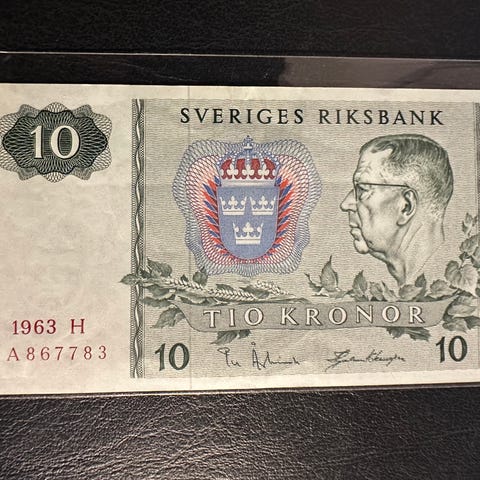 SVERIGES RIKSBANK
10
TIO KRONOR
1963 H
A867783
10
10